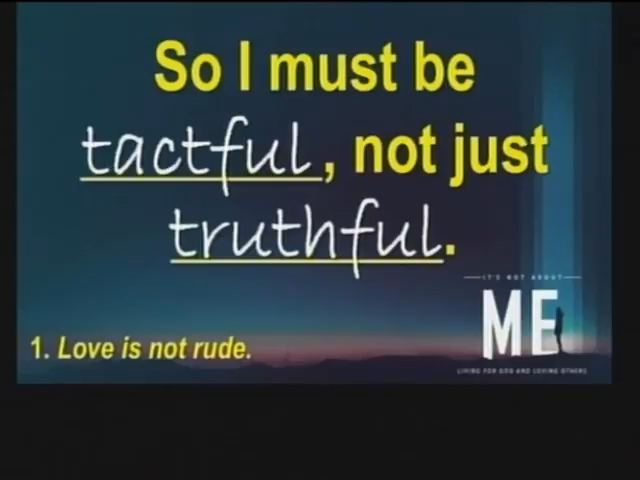 So I must be
tactful, not just
truthful.
IT'S NOT ABOUT
ME
LIVING FOR GOD AND LOVING OTHERS
1. Love is not rude.